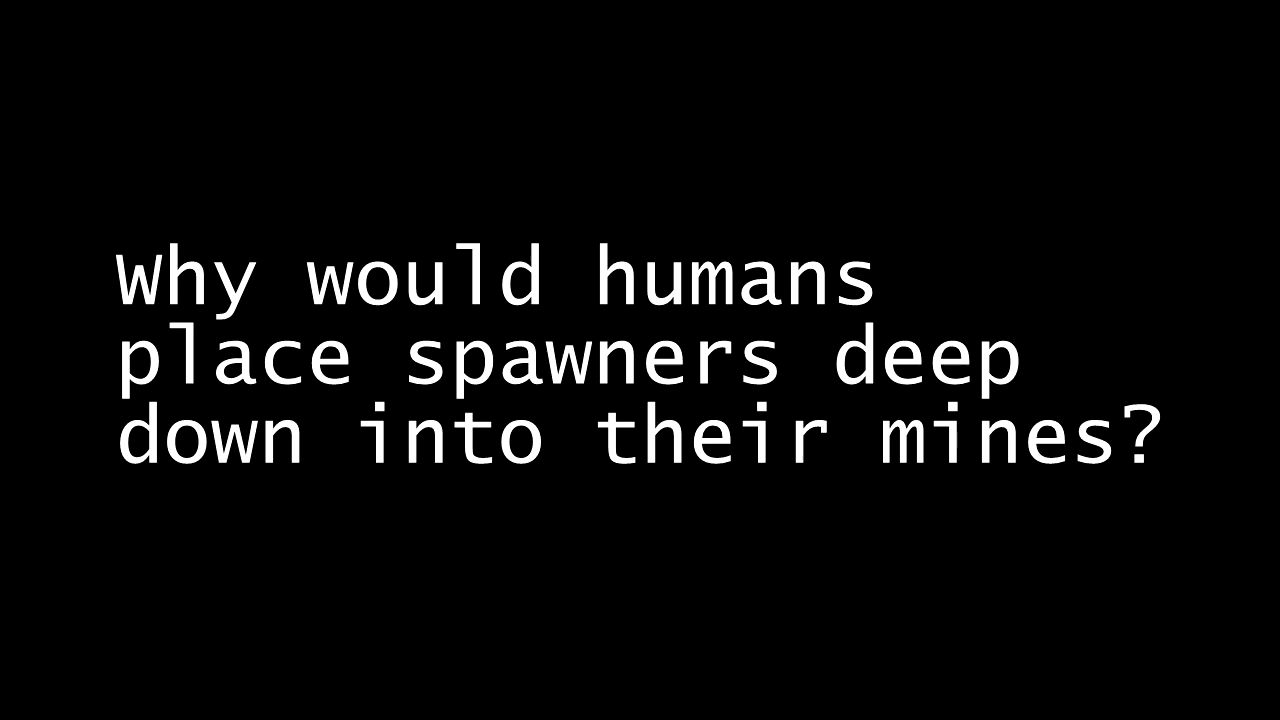 Why would humans
place spawners deep
down into their mines?